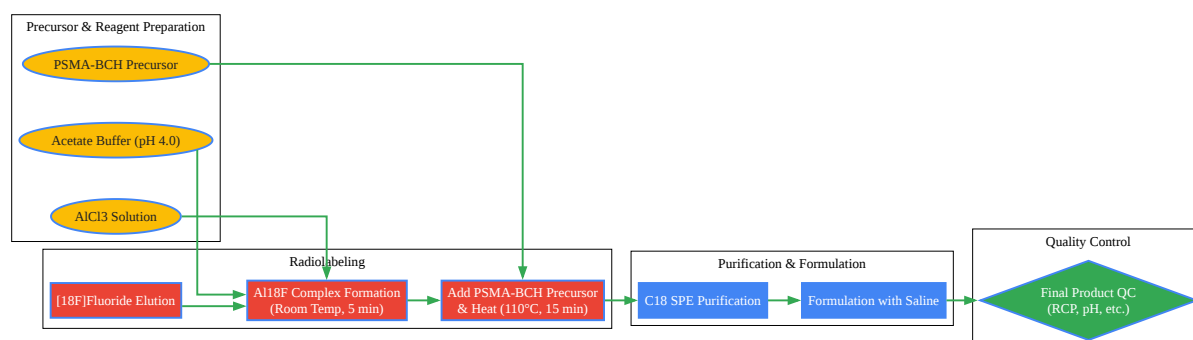 Precursor & Reagent Preparation
PSMA-BCH Precursor
Acetate Buffer (pH 4.0)
AlCl3 Solution
Radiolabeling
[18F]Fluoride Elution
Al18F Complex Formation
(Room Temp, 5 min)
Add PSMA-BCH Precursor
& Heat (110°C, 15 min)
Purification & Formulation
C18 SPE Purification
Formulation with Saline
Quality Control
Final Product QC
(RCP, pH, etc.)